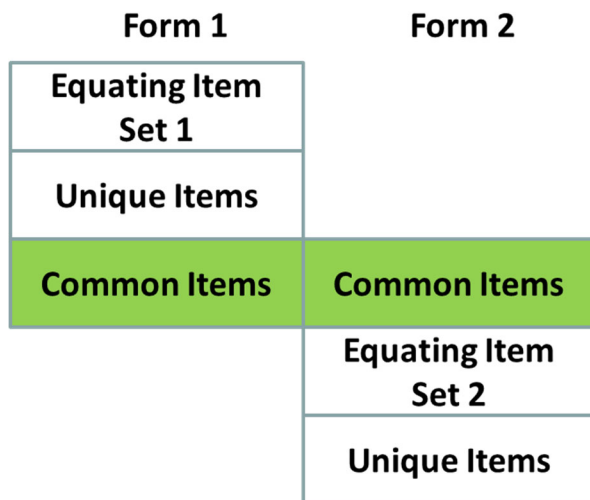 Form 1
Form 2
Equating Item
Set 1
Unique Items
Common Items
Common Items
Equating Item
Set 2
Unique Items